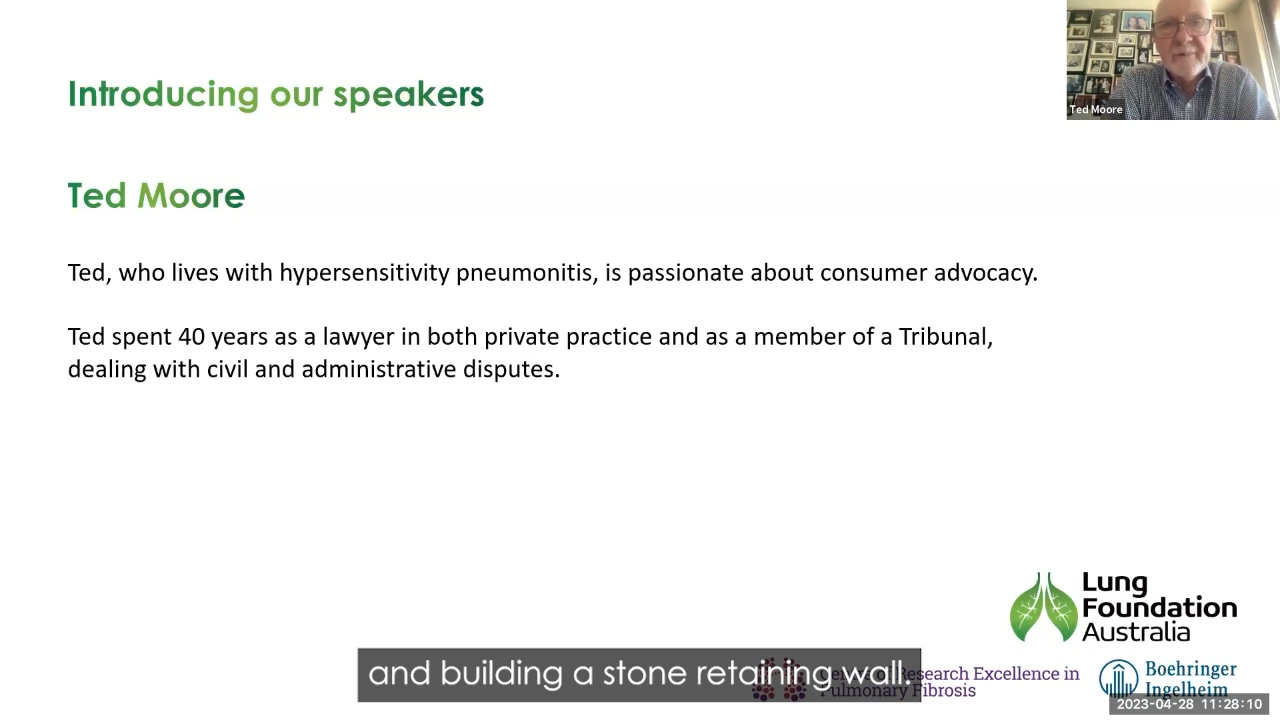 Introducing our speakers
Ted Moore
Ted Moore
Ted, who lives with hypersensitivity pneumonitis, is passionate about consumer advocacy.
Ted spent 40 years as a lawyer in both private practice and as a member of a Tribunal,
dealing with civil and administrative disputes.
Lung
Foundation
Australia
and building a stone retaining wall.
Research Excellence in
Pulmonary Fibrosis
Boehringer
Ingelheim
2023-04-28 11:28:10